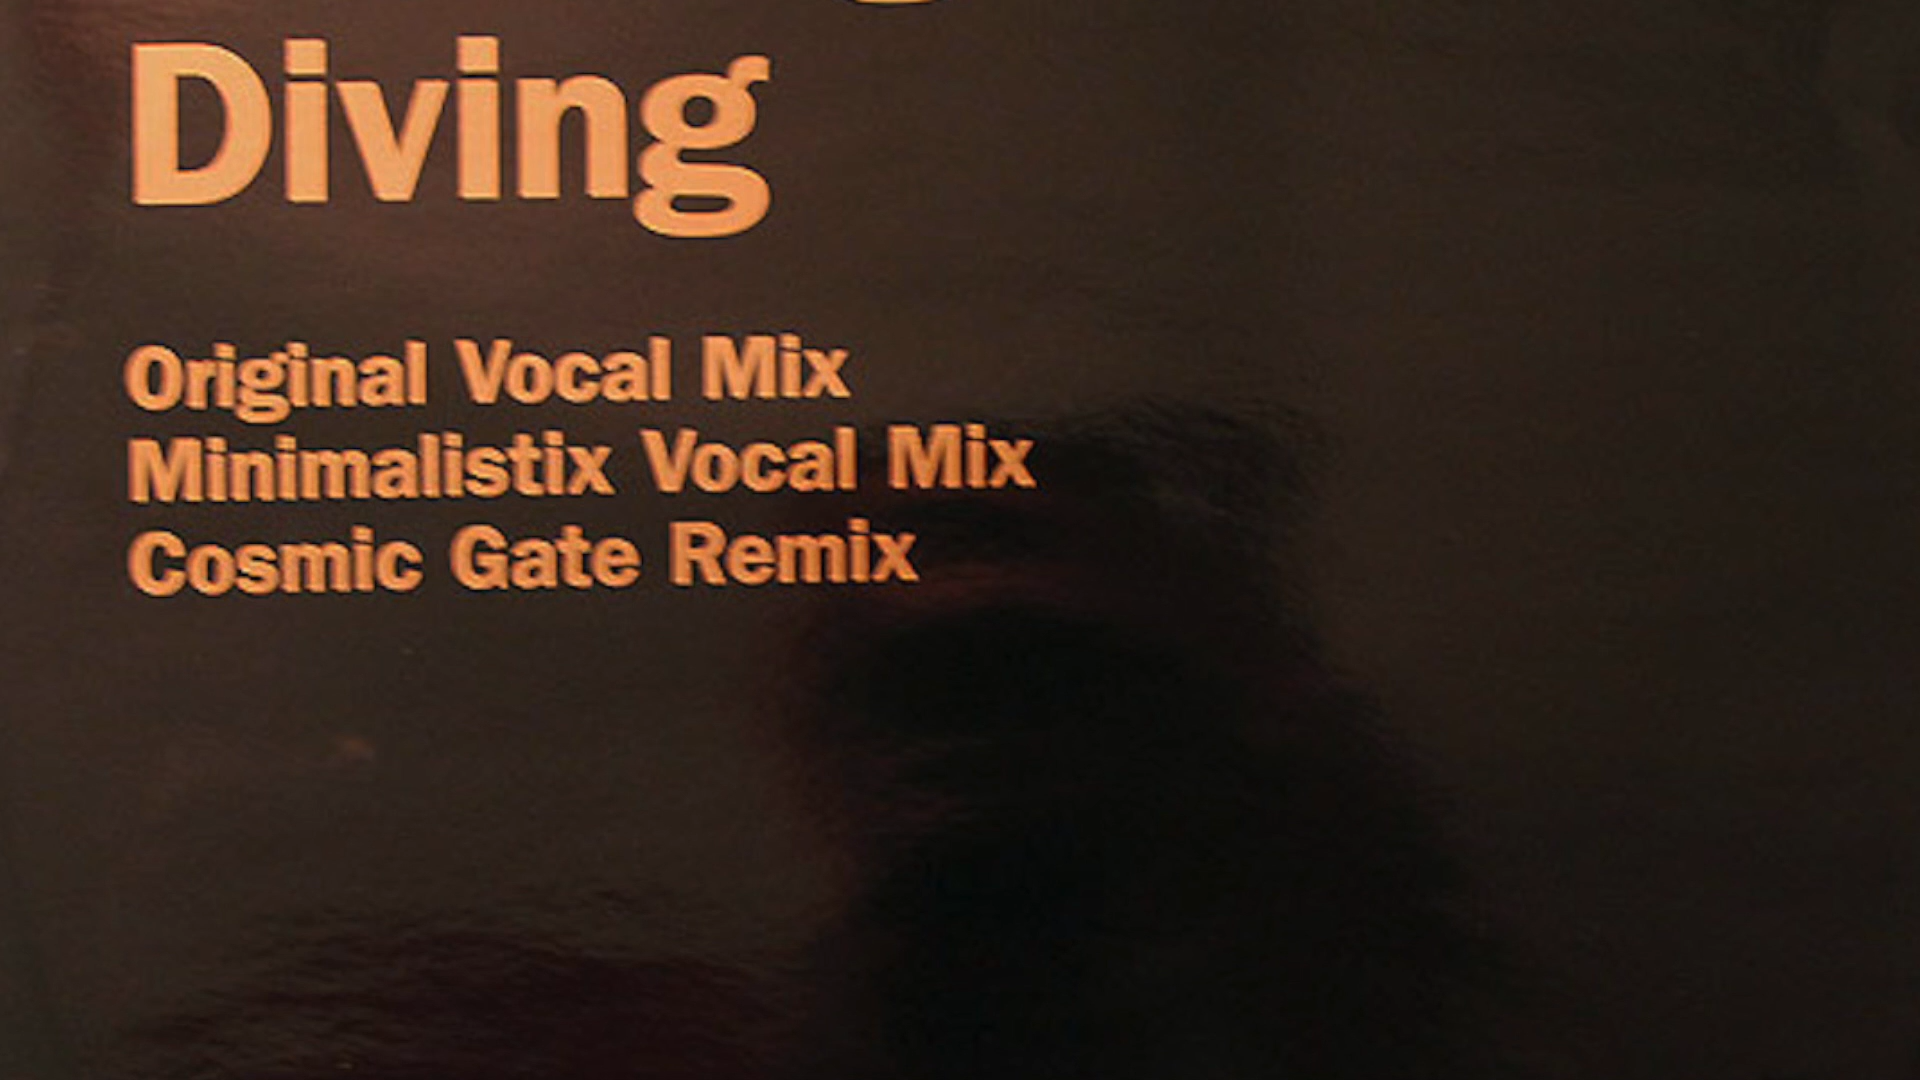 Diving
Original Vocal Mix
Minimalistix Vocal Mix
Cosmic Gate Remix